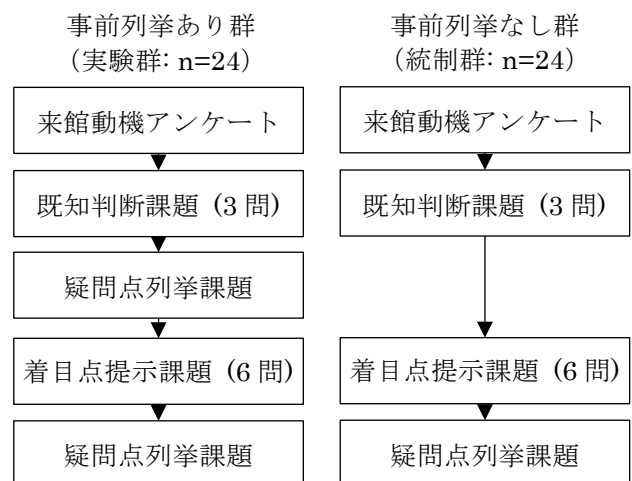 事前列挙あり群
(実験群: n=24)
来館動機アンケート
既知判断課題 (3 問)
疑問点列挙課題
着目点提示課題 (6 問)
疑問点列挙課題
事前列挙なし群
(統制群: n=24)
来館動機アンケート
既知判断課題 (3 問)
着目点提示課題 (6 問)
疑問点列挙課題